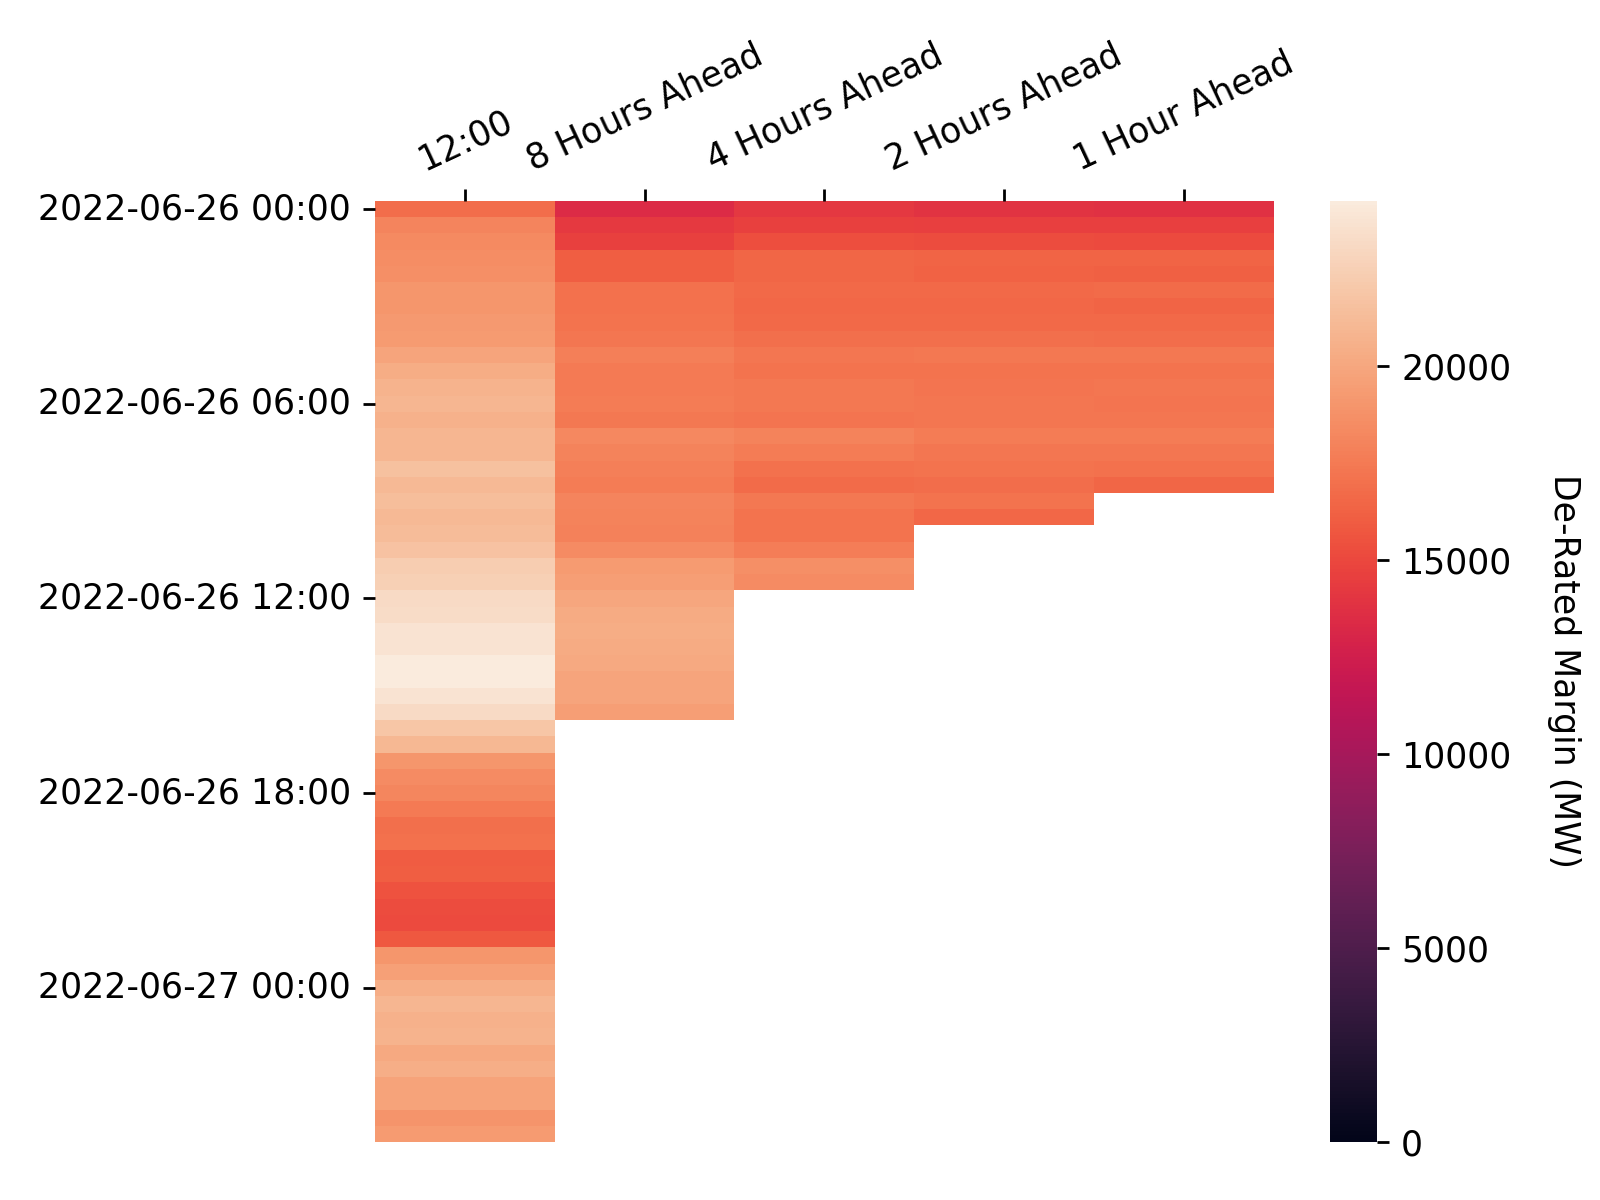 12:00
8 Hours Ahead
4 Hours Ahead
2 Hours Ahead
1 Hour Ahead
2022-06-26 00:00
2022-06-26 06:00
2022-06-26 12:00
2022-06-26 18:00
2022-06-27 00:00
20000
15000
10000
5000
0
De-Rated Margin (MW)